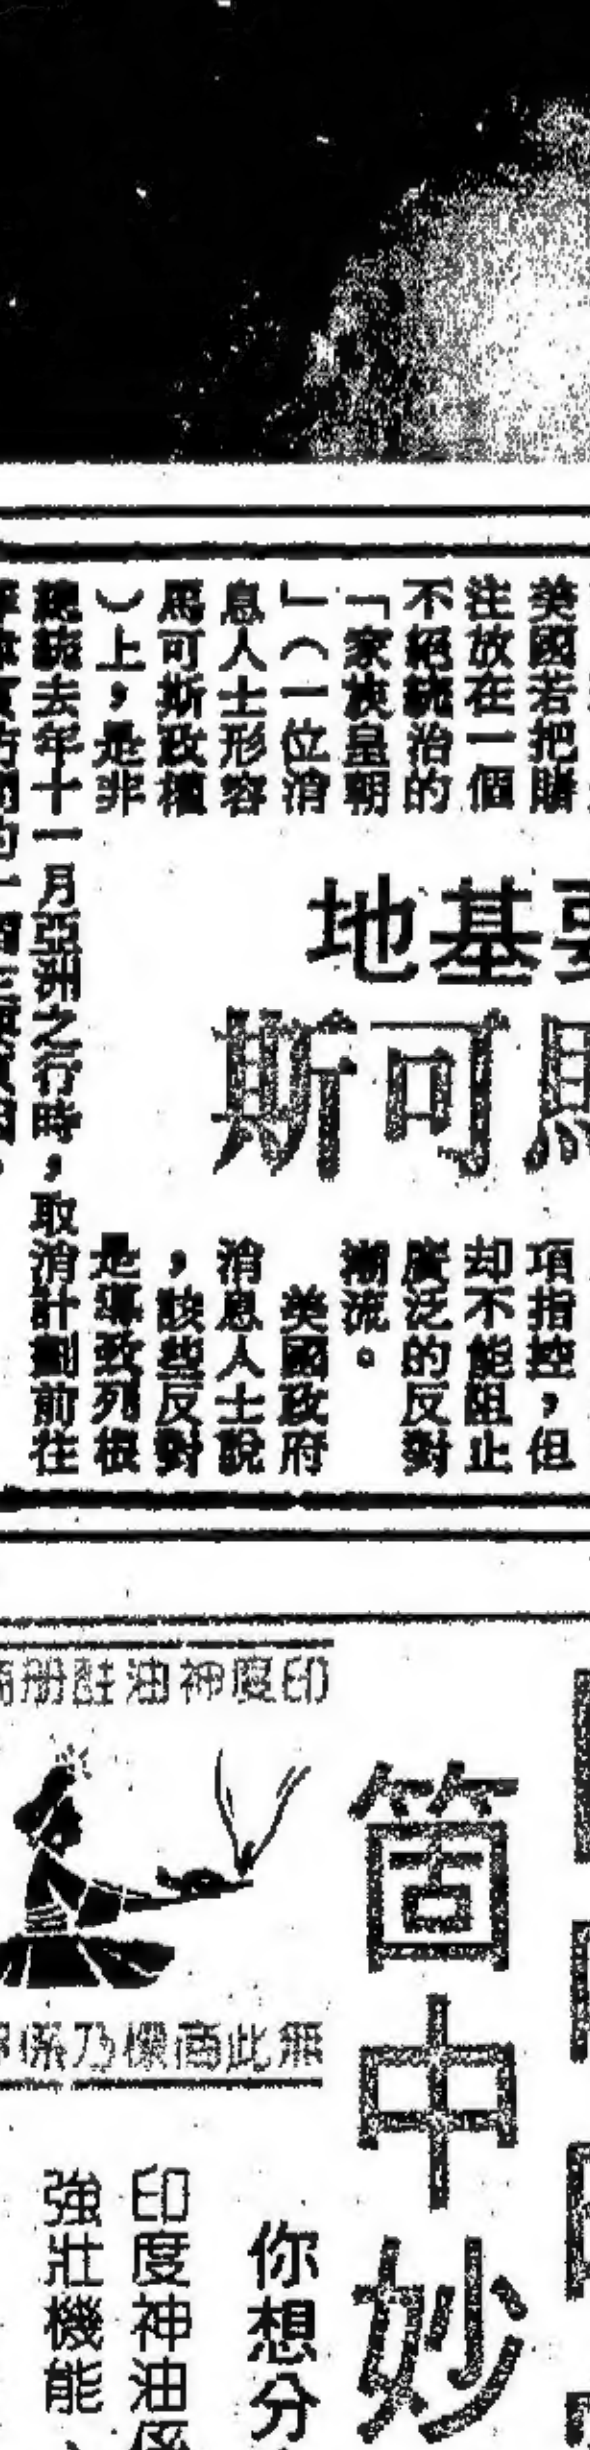 美國若把賭
注放在一個
不絕統治的
「家族皇朝
」（一位消
息人士形容
馬可斯政權
）上，是非
要基地
馬可斯
項指控，但
却不能阻止
廣泛的反對
潮流。
美國政府
消息人士說
，該些反對
是導致列根
總統去年十一月亞洲之行時，取消計劃前往
箇中妙
印度神油註册商
無此商標乃係
你想分
印度神油係
強壯機能、